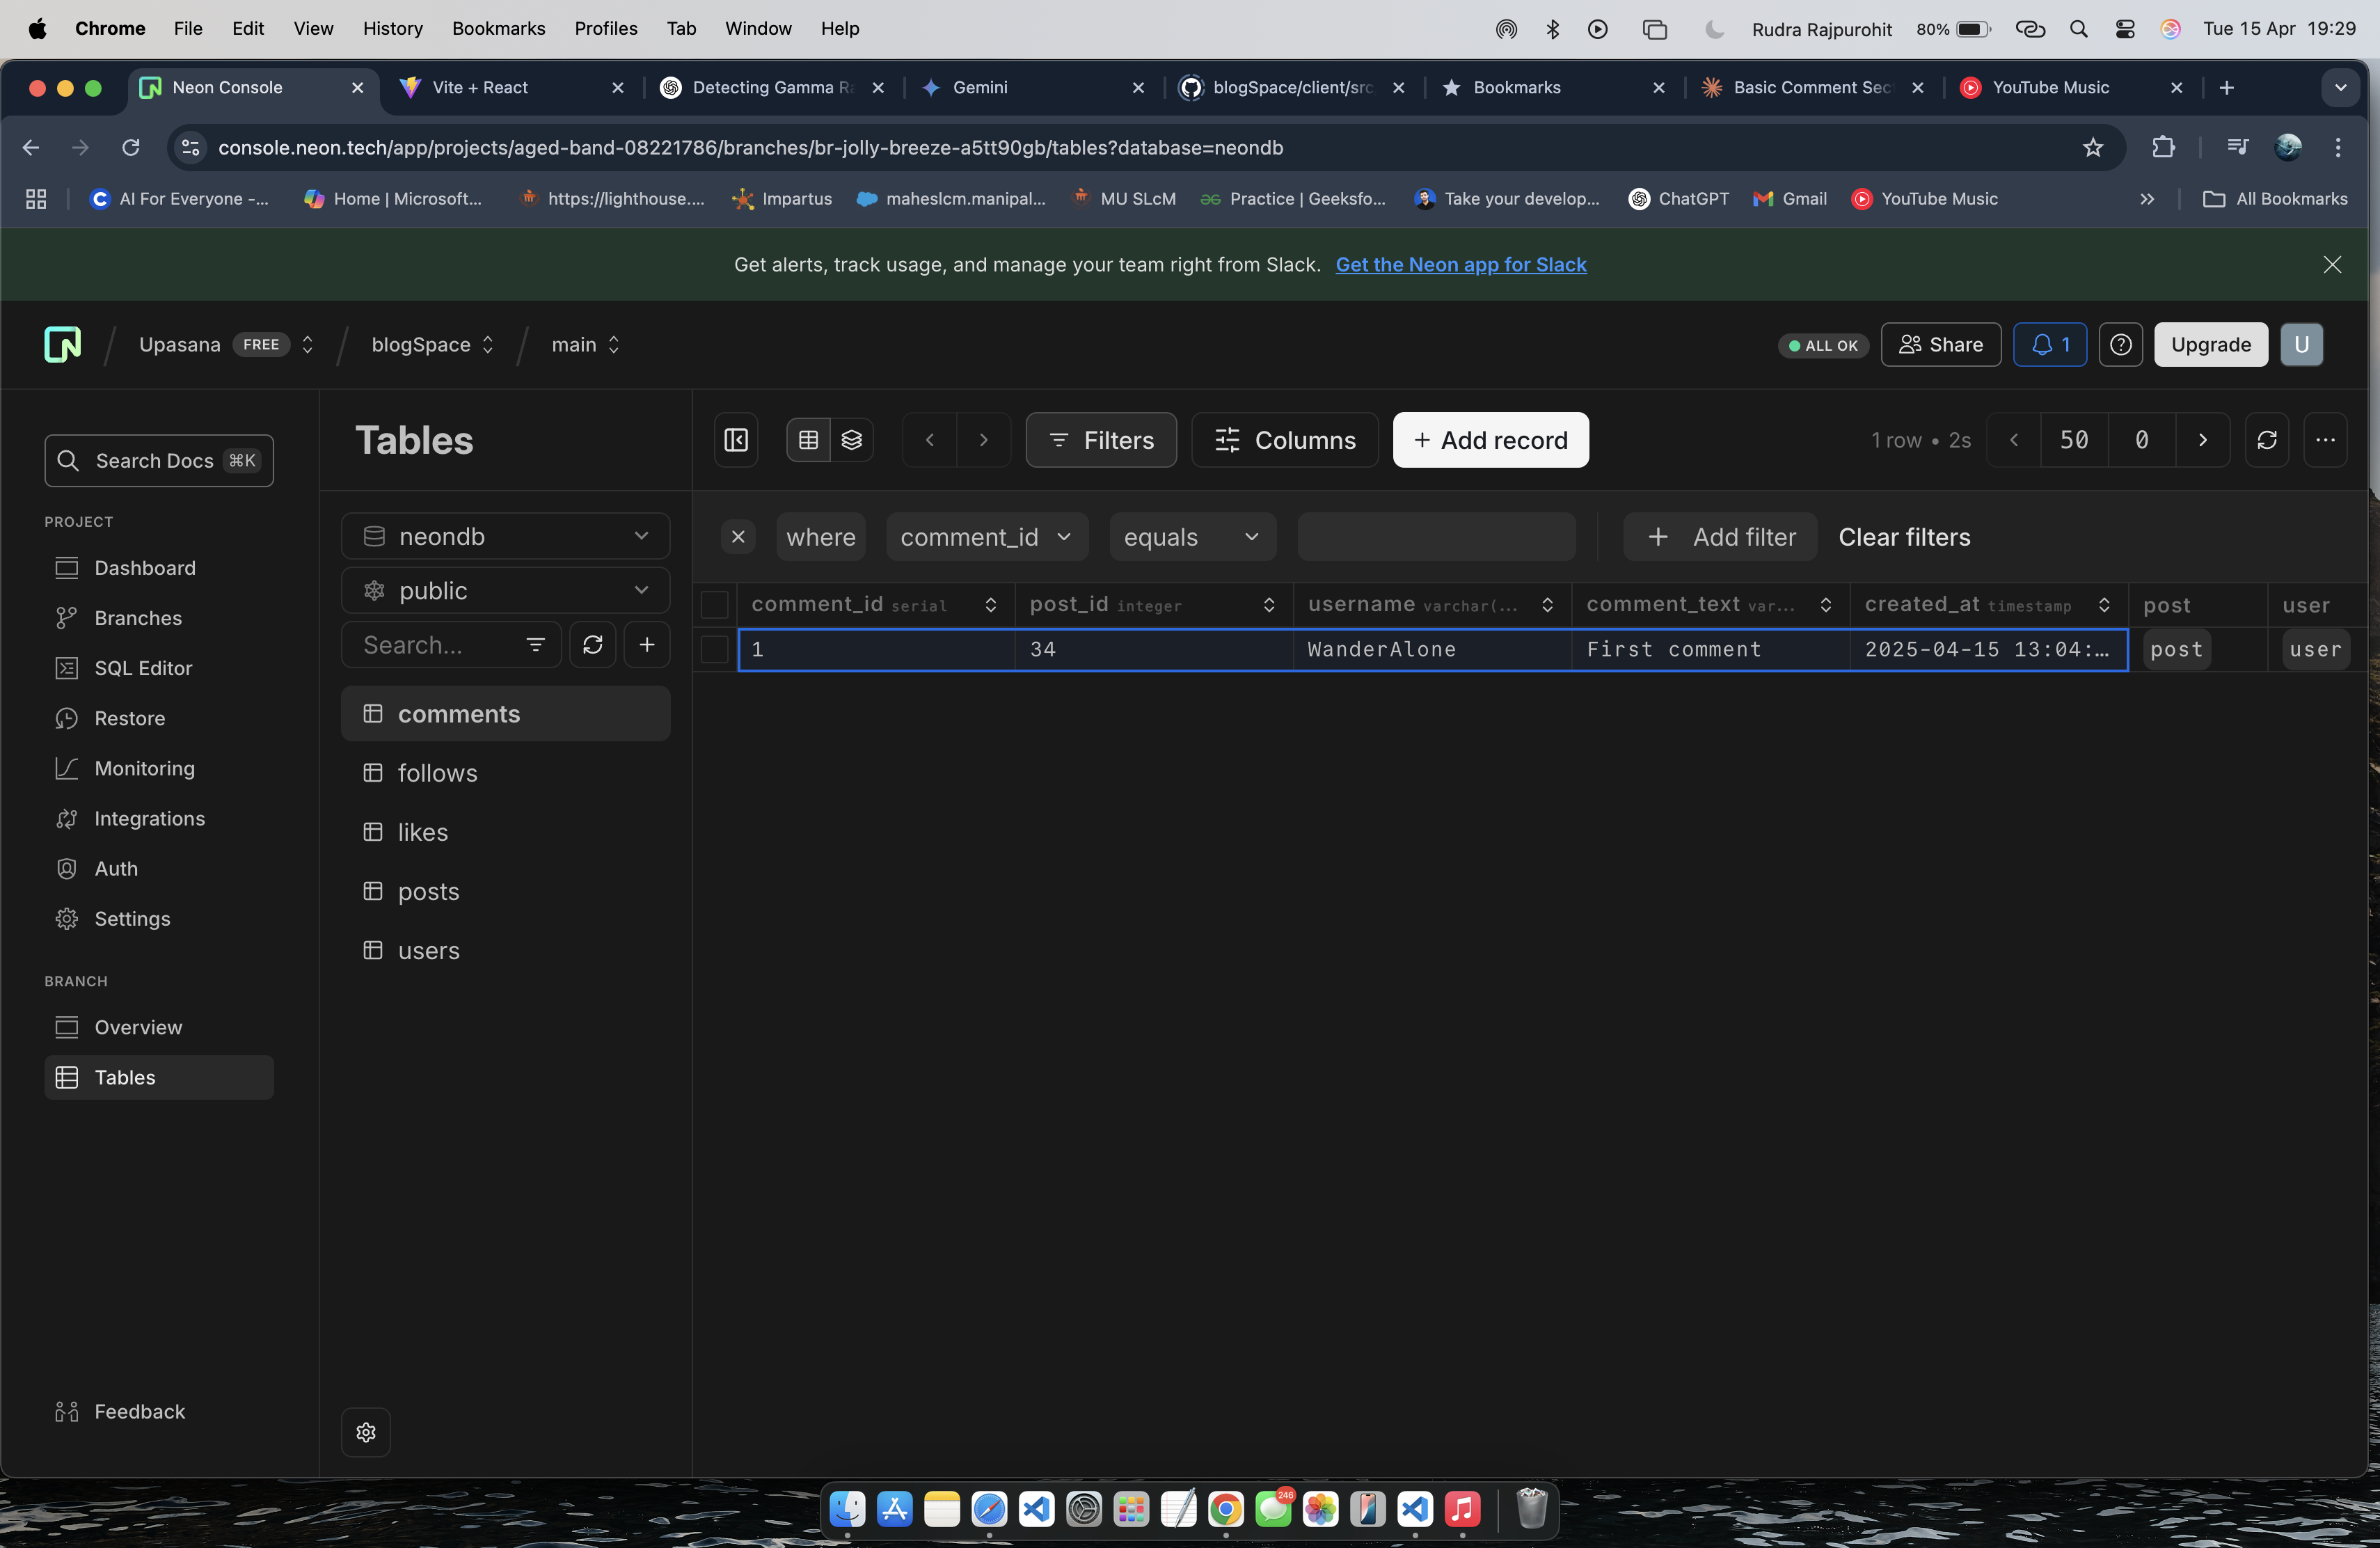 Chrome File Edit View History Bookmarks Profiles Tab Window Help Rudra Rajpurohit 80% Tue 15 Apr 19:29
Neon Console Vite + React Detecting Gamma Ra Gemini blogSpace/client/src Bookmarks Basic Comment Sec YouTube Music
console.neon.tech/app/projects/aged-band-08221786/branches/br-jolly-breeze-a5tt90gb/tables?database=neondb
AI For Everyone -... Home | Microsoft... https://lighthouse.... Impartus maheslcm.manipal... MU SLcM Practice | Geeksfo... Take your develop... ChatGPT Gmail YouTube Music All Bookmarks
Get alerts, track usage, and manage your team right from Slack. Get the Neon app for Slack
Upasana FREE / blogSpace / main ALL OK Share 1 Upgrade U
Search Docs ⌘K
PROJECT
Dashboard
Branches
SQL Editor
Restore
Monitoring
Integrations
Auth
Settings
BRANCH
Overview
Tables
Feedback
Tables
neondb
public
Search...
comments
follows
likes
posts
users
Filters Columns + Add record 1 row • 2s 50 0
where comment_id equals + Add filter Clear filters
comment_id serial post_id integer username varchar(... comment_text var... created_at timestamp post user
1 34 WanderAlone First comment 2025-04-15 13:04:... post user
246